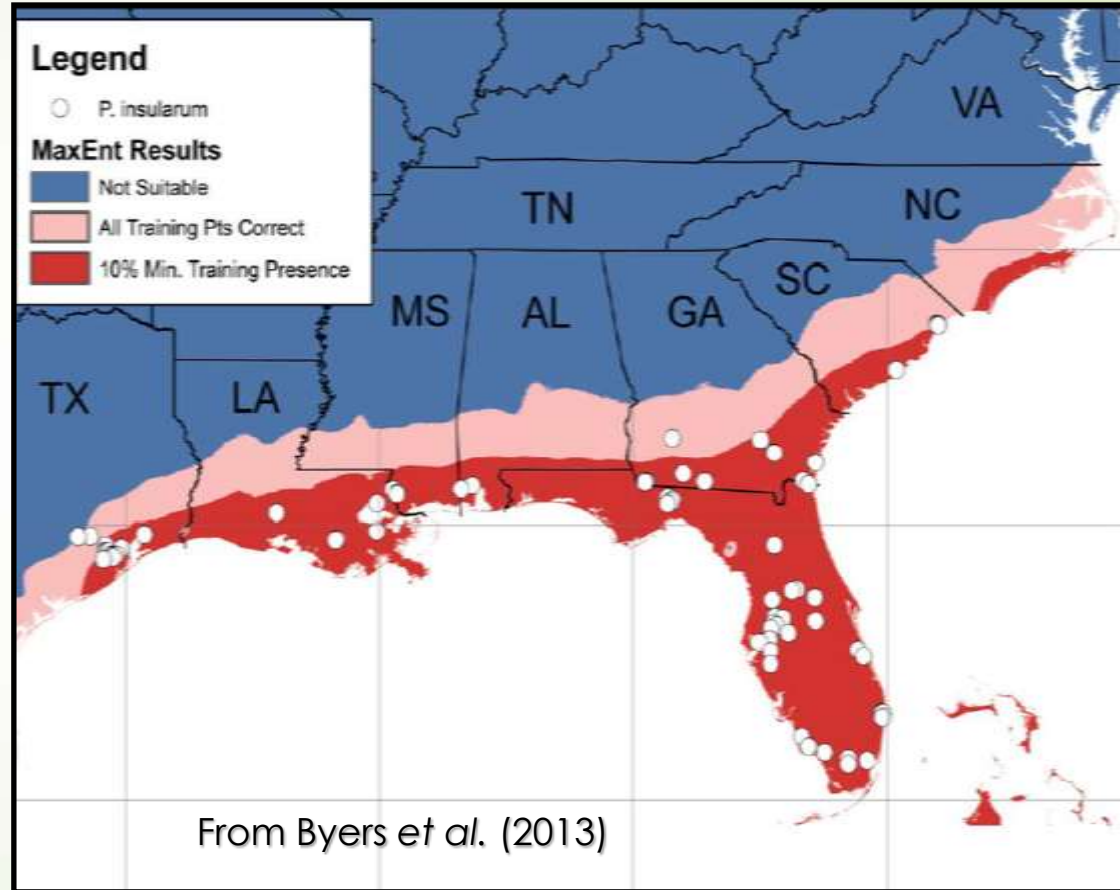 Legend
P. insularum
MaxEnt Results
Not Suitable
All Training Pts Correct
10% Min. Training Presence
VA
TN
NC
MS
AL
GA
SC
TX
LA
From Byers et al. (2013)